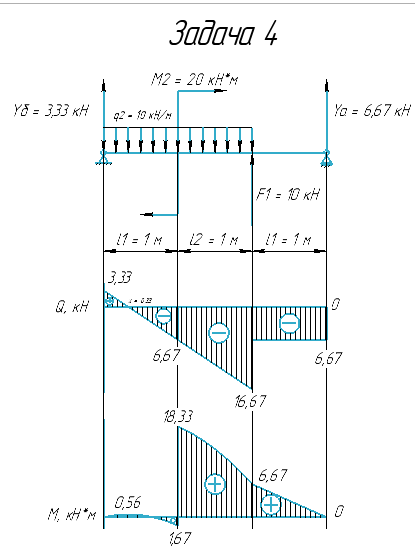 Задача 4
M2 = 20 кН*м
Yб = 3,33 кН
q2 = 10 кН/м
Yа = 6,67 кН
F1 = 10 кН
l1 = 1 м
l2 = 1 м
l1 = 1 м
3,33
Q, кН
0
6,67
6,67
16,67
18,33
6,67
0,56
M, кН*м
0
1,67